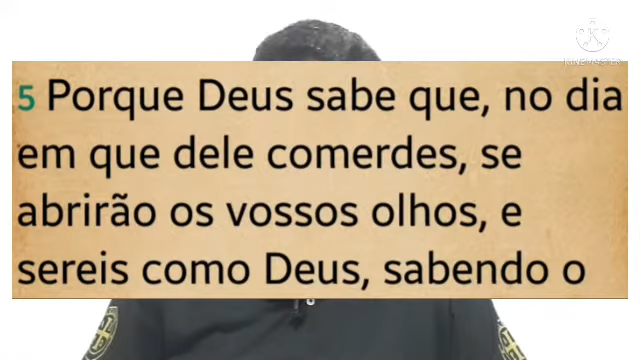 KINEMASTER
5 Porque Deus sabe que, no dia
em que dele comerdes, se
abrirão os vossos olhos, e
sereis como Deus, sabendo o